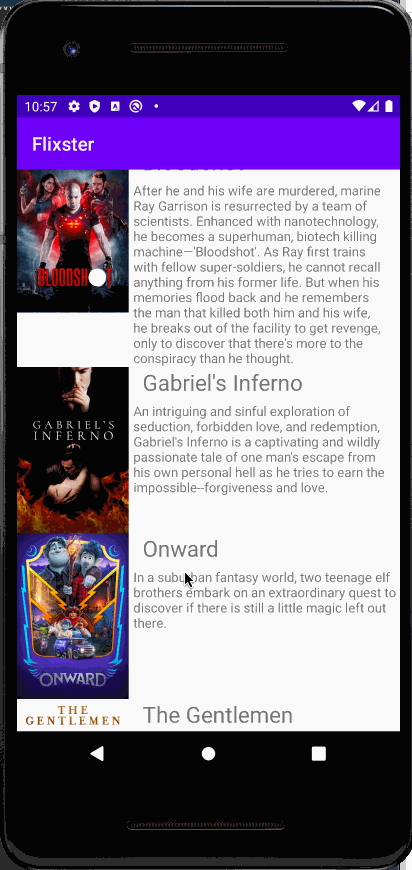 10:57
Flixster
Bloodshot
After he and his wife are murdered, marine
Ray Garrison is resurrected by a team of
scientists. Enhanced with nanotechnology,
he becomes a superhuman, biotech killing
machine—'Bloodshot'. As Ray first trains
with fellow super-soldiers, he cannot recall
anything from his former life. But when his
memories flood back and he remembers
the man that killed both him and his wife,
he breaks out of the facility to get revenge,
only to discover that there's more to the
conspiracy than he thought.
BLOODSHOT
Gabriel's Inferno
An intriguing and sinful exploration of
seduction, forbidden love, and redemption,
Gabriel's Inferno is a captivating and wildly
passionate tale of one man's escape from
his own personal hell as he tries to earn the
impossible--forgiveness and love.
GABRIEL'S
INFERNO
Onward
In a suburban fantasy world, two teenage elf
brothers embark on an extraordinary quest to
discover if there is still a little magic left out
there.
ONWARD
The Gentlemen
THE
GENTLEMEN